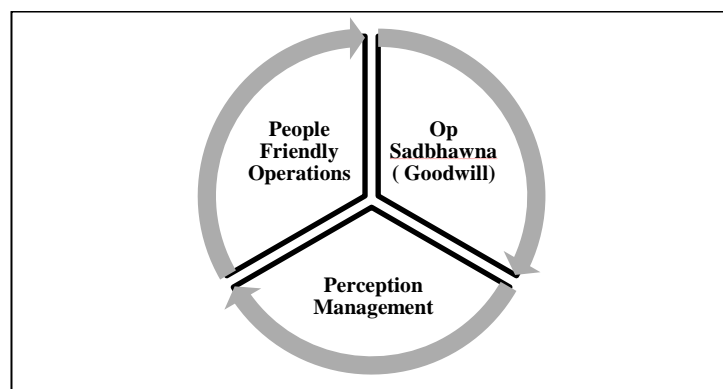 People
Friendly
Operations
Op
Sadbhawna
( Goodwill)
Perception
Management